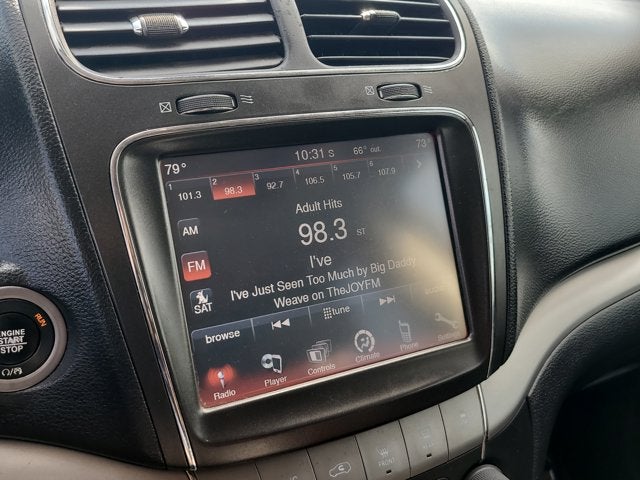 79° 10:31 S 66° out. 73°
1 2 3 4 5 6
101.3 98.3 92.7 106.5 105.7 107.9
Adult Hits
AM
98.3 ST
FM
I've
I've Just Seen Too Much by Big Daddy
Weave on TheJOYFM
SAT
browse tune
Radio Player Controls Climate Phone
RUN
ENGINE
START
STOP
FRONT